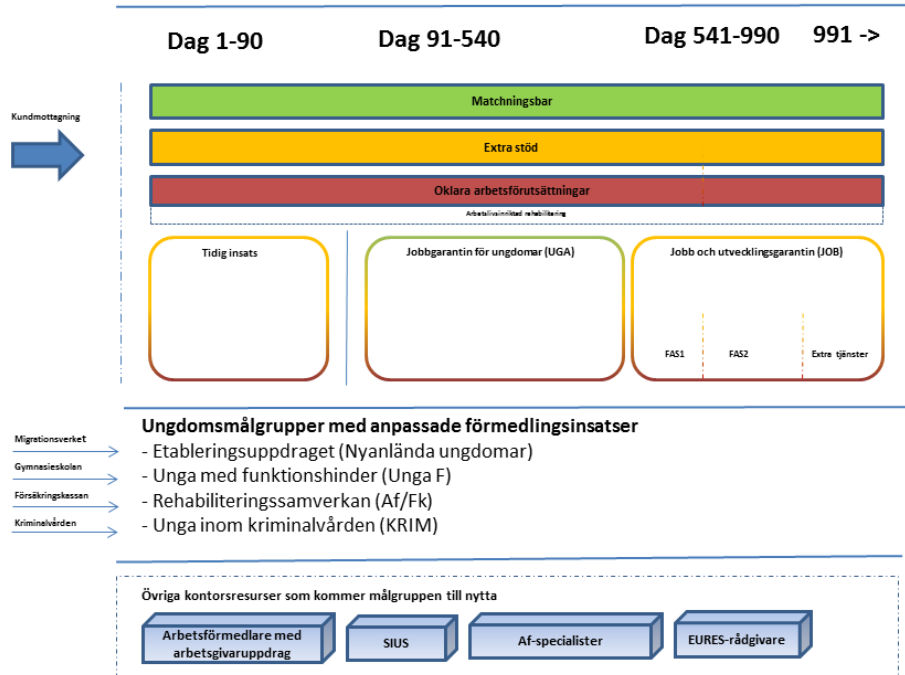 Dag 1-90
Dag 91-540
Dag 541-990
991 ->
Kundmottagning
Matchningsbar
Extra stöd
Oklara arbetsförutsättningar
Arbetslivsinriktad rehabilitering
Tidig insats
Jobbgarantin för ungdomar (UGA)
Jobb och utvecklingsgarantin (JOB)
FAS1
FAS2
Extra tjänster
Ungdomsmålgrupper med anpassade förmedlingsinsatser
Migrationsverket
- Etableringsuppdraget (Nyanlända ungdomar)
Gymnasieskolan
- Unga med funktionshinder (Unga F)
Försäkringskassan
- Rehabiliteringssamverkan (Af/Fk)
Kriminalvården
- Unga inom kriminalvården (KRIM)
Övriga kontorsresurser som kommer målgruppen till nytta
Arbetsförmedlare med
arbetsgivaruppdrag
SIUS
Af-specialister
EURES-rådgivare